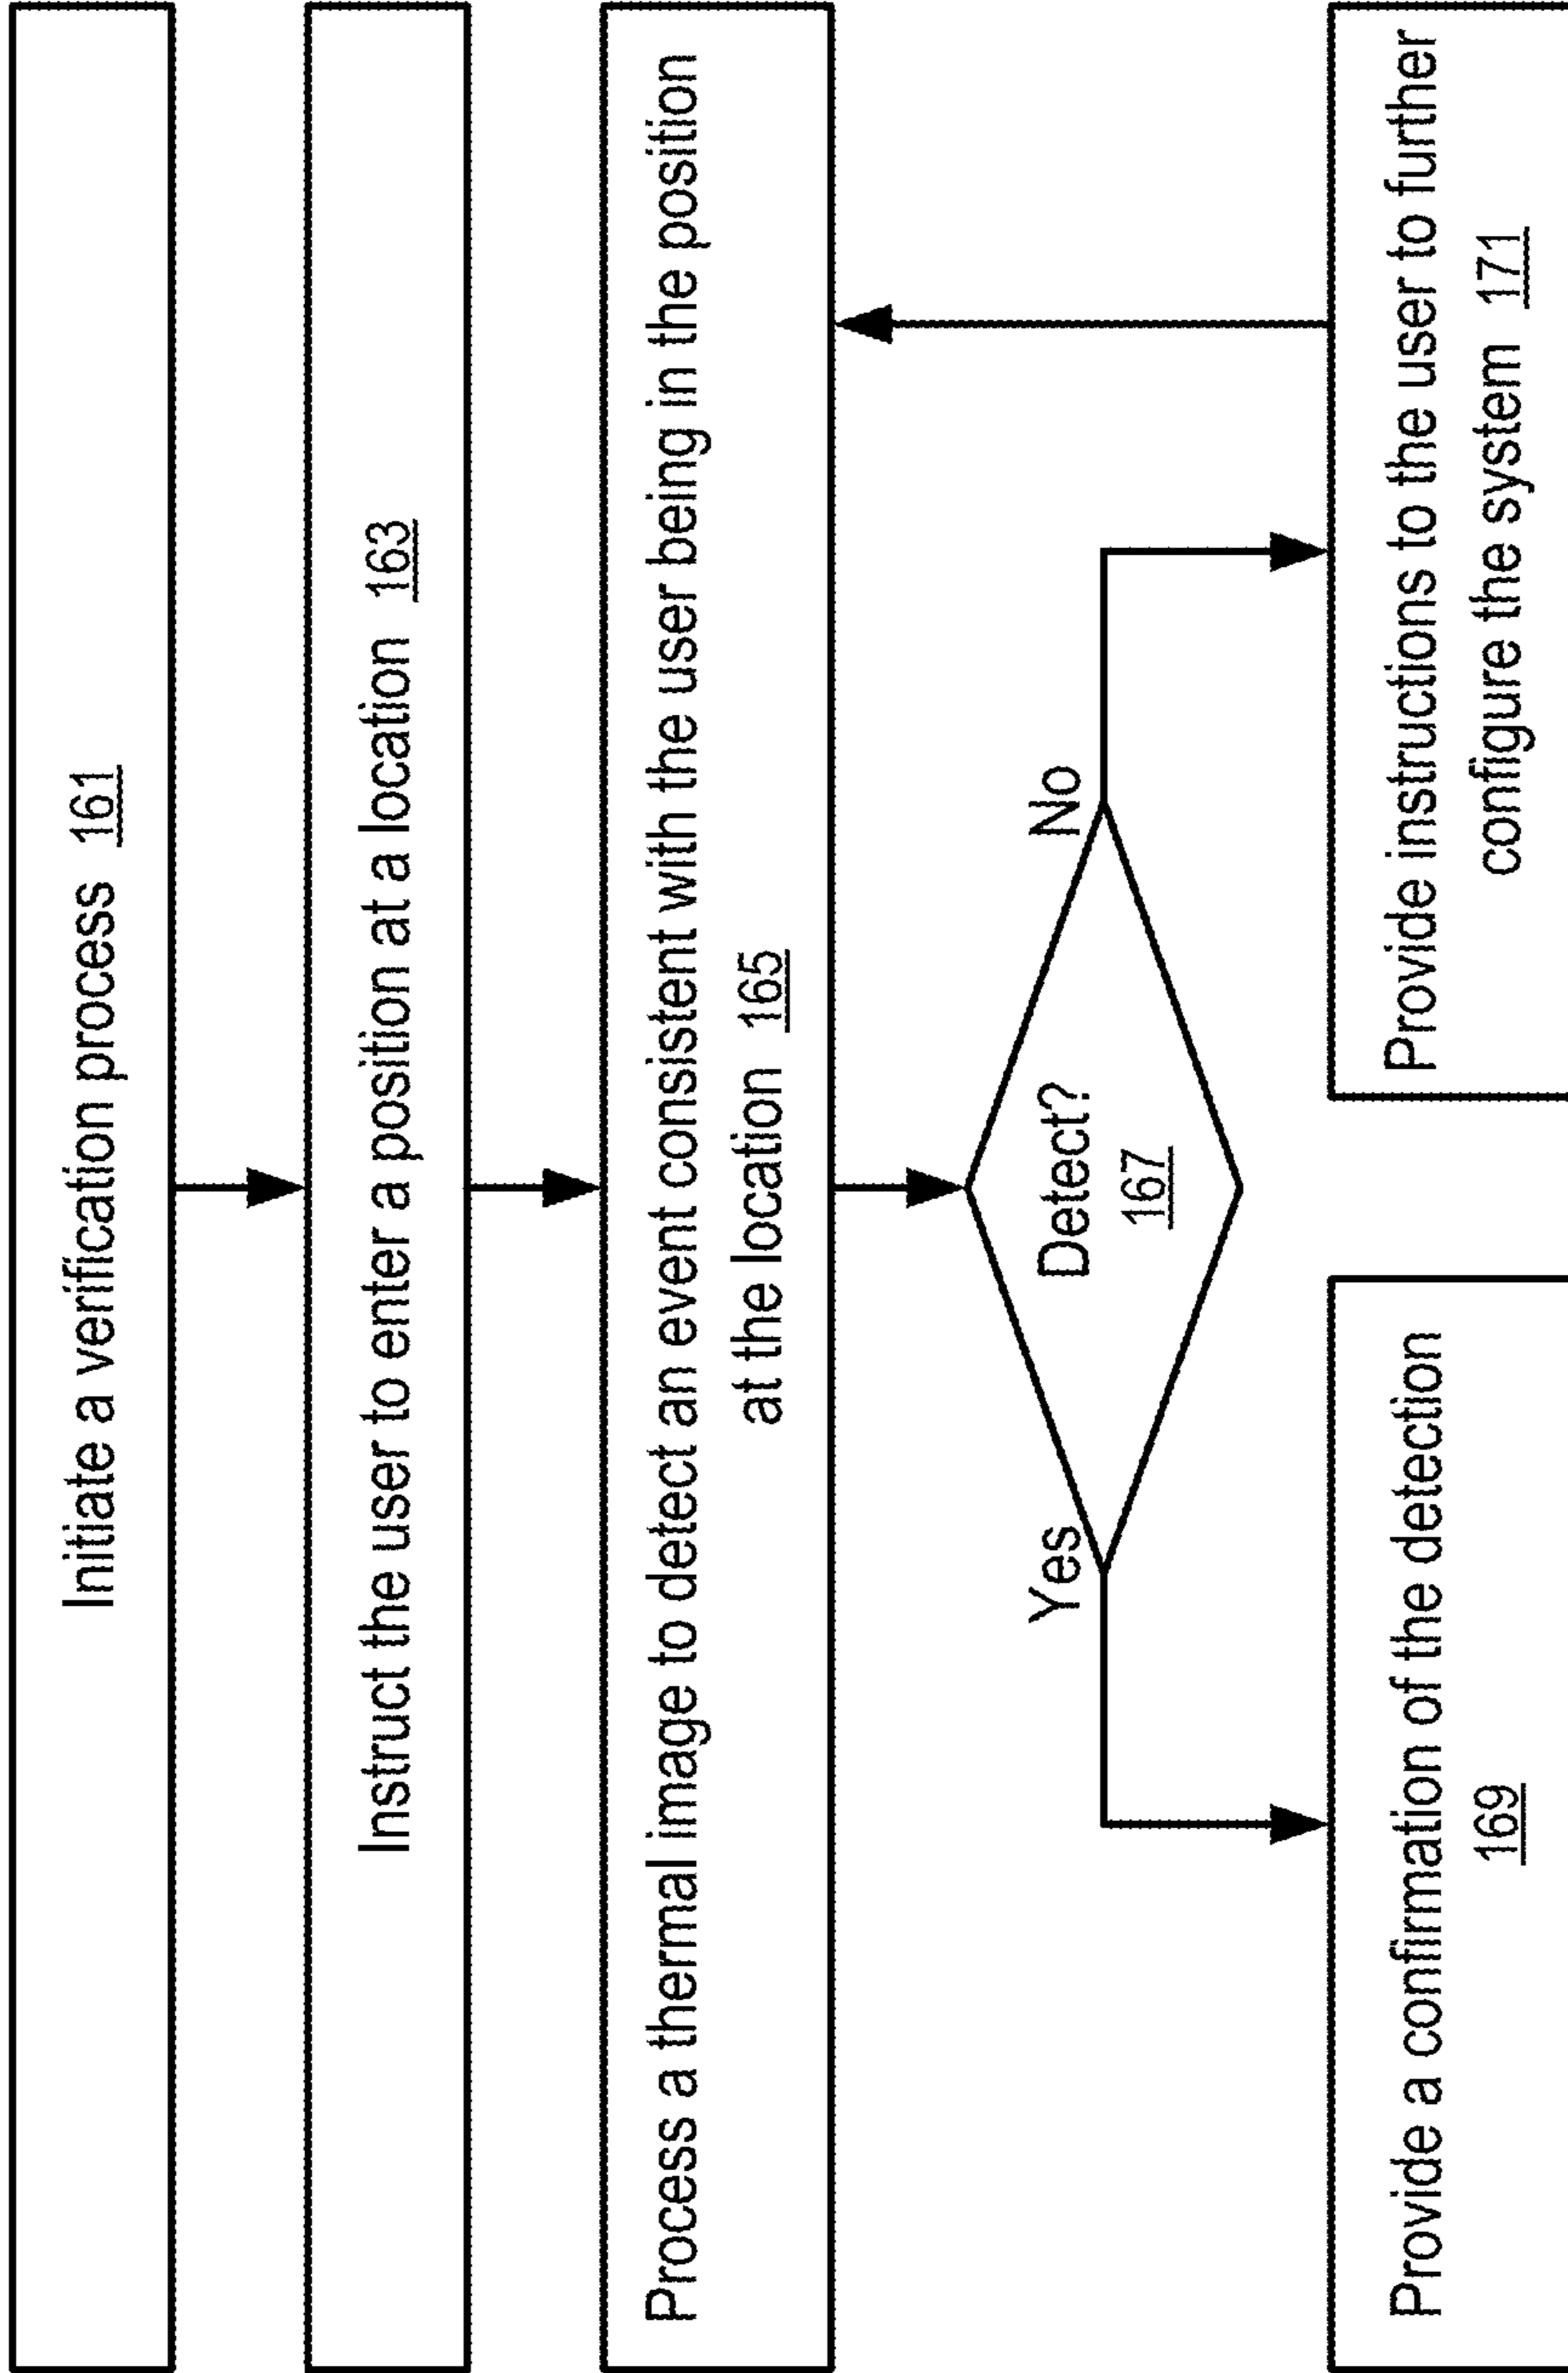 Initiate a verification process 161
Instruct the user to enter a position at a location 163
Process a thermal image to detect an event consistent with the user being in the position
at the location 165
Detect?
167
Yes
No
Provide a confirmation of the detection
169
Provide instructions to the user to further
configure the system 171